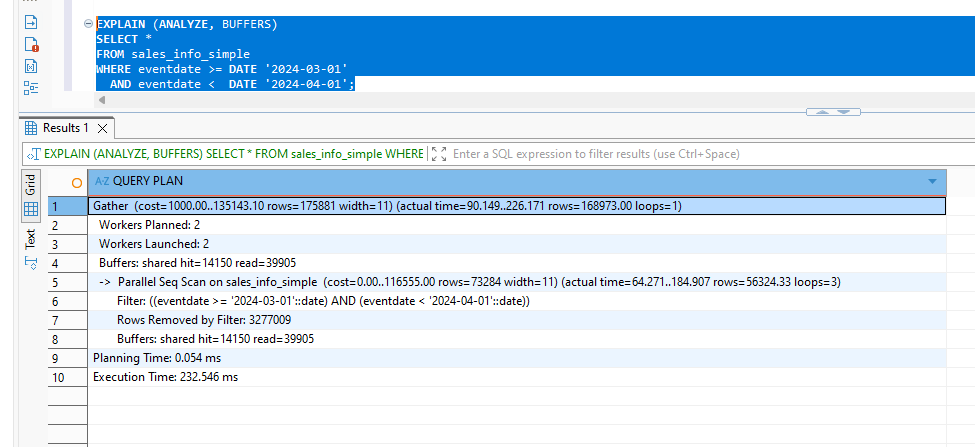 EXPLAIN (ANALYZE, BUFFERS)
SELECT *
FROM sales_info_simple
WHERE eventdate >= DATE '2024-03-01'
AND eventdate < DATE '2024-04-01';
Results 1
EXPLAIN (ANALYZE, BUFFERS) SELECT * FROM sales_info_simple WHERE
Enter a SQL expression to filter results (use Ctrl+Space)
Grid
Text
A-Z QUERY PLAN
1 Gather (cost=1000.00..135143.10 rows=175881 width=11) (actual time=90.149..226.171 rows=168973.00 loops=1)
2 Workers Planned: 2
3 Workers Launched: 2
4 Buffers: shared hit=14150 read=39905
5 -> Parallel Seq Scan on sales_info_simple (cost=0.00..116555.00 rows=73284 width=11) (actual time=64.271..184.907 rows=56324.33 loops=3)
6 Filter: ((eventdate >= '2024-03-01'::date) AND (eventdate < '2024-04-01'::date))
7 Rows Removed by Filter: 3277009
8 Buffers: shared hit=14150 read=39905
9 Planning Time: 0.054 ms
10 Execution Time: 232.546 ms